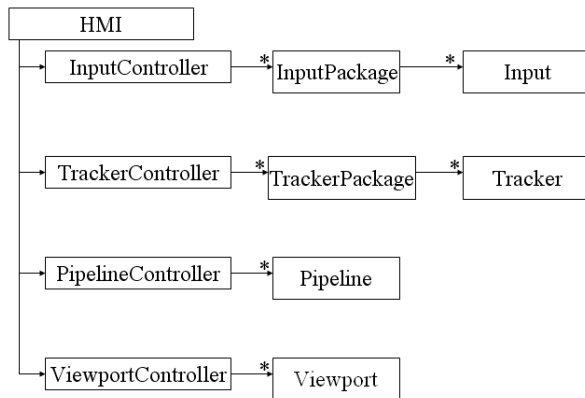 HMI
InputController * InputPackage * Input
TrackerController * TrackerPackage * Tracker
PipelineController * Pipeline
ViewportController * Viewport